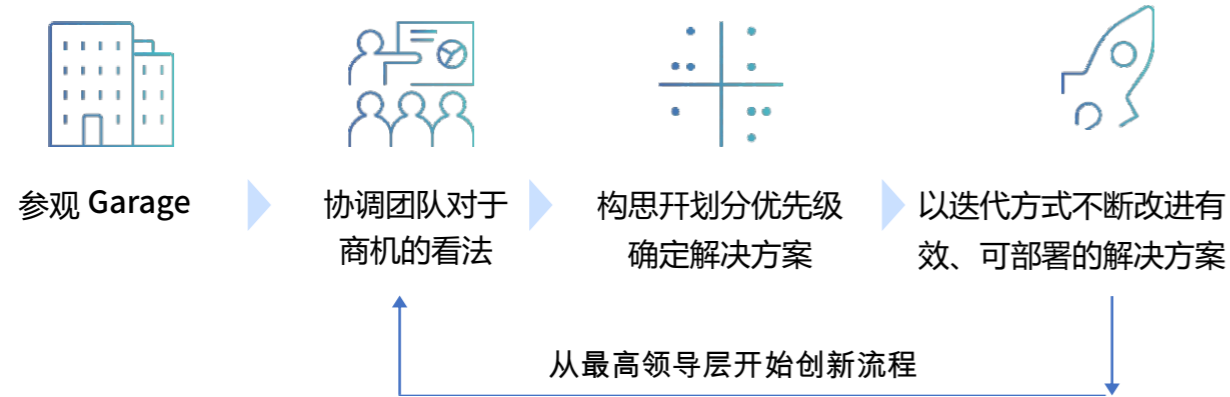 参观 Garage
协调团队对于
商机的看法
构思开划分优先级
确定解决方案
以迭代方式不断改进有
效、可部署的解决方案
从最高领导层开始创新流程